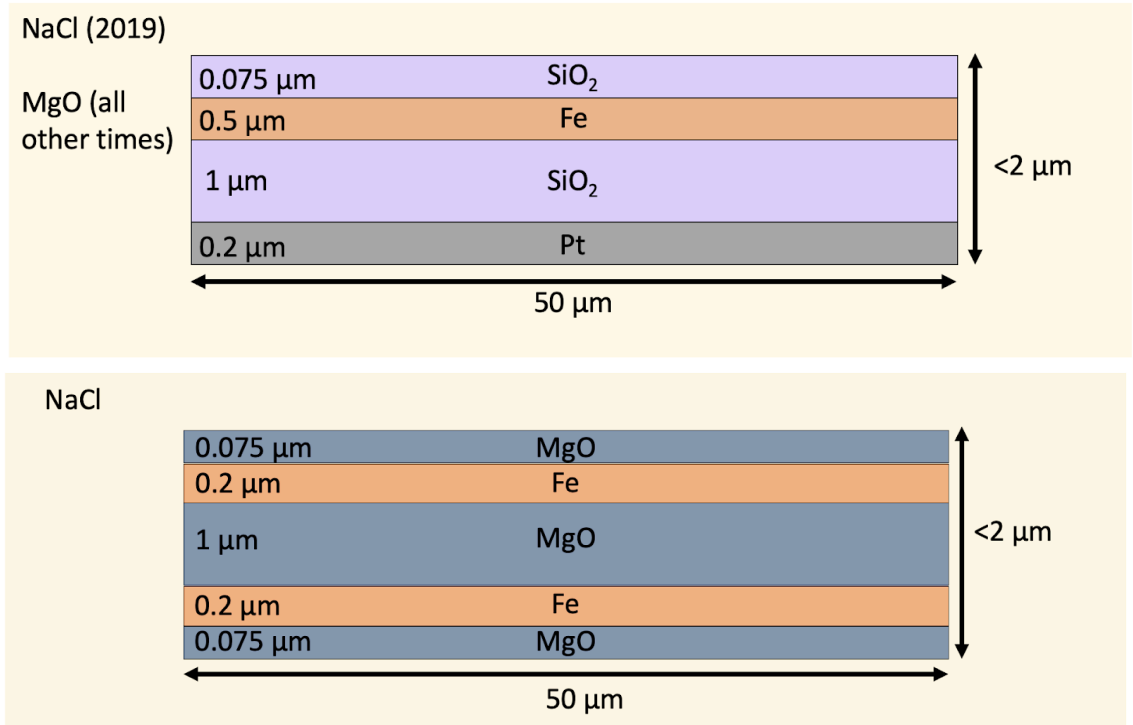 NaCl (2019)
MgO (all
other times)
0.075 µm SiO₂
0.5 µm Fe
1 µm SiO₂
0.2 µm Pt
<2 µm
50 µm
NaCl
0.075 µm MgO
0.2 µm Fe
1 µm MgO
0.2 µm Fe
0.075 µm MgO
<2 µm
50 µm